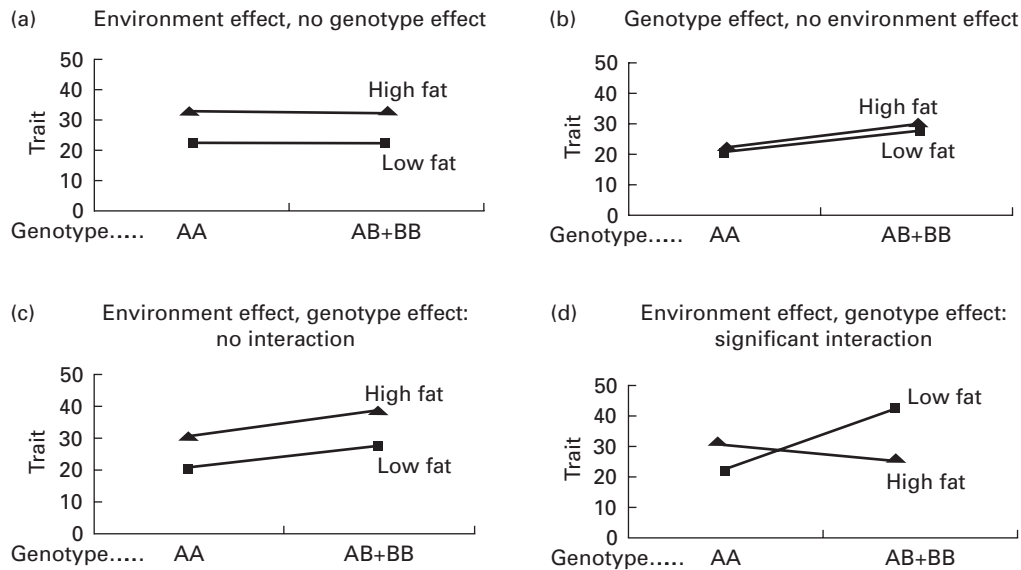 (a) Environment effect, no genotype effect
50
40
30
20
10
0
Trait
High fat
Low fat
Genotype..... AA AB+BB
(b) Genotype effect, no environment effect
50
40
30
20
10
0
Trait
High fat
Low fat
Genotype..... AA AB+BB
(c) Environment effect, genotype effect:
no interaction
50
40
30
20
10
0
Trait
High fat
Low fat
Genotype..... AA AB+BB
(d) Environment effect, genotype effect:
significant interaction
50
40
30
20
10
0
Trait
Low fat
High fat
Genotype..... AA AB+BB